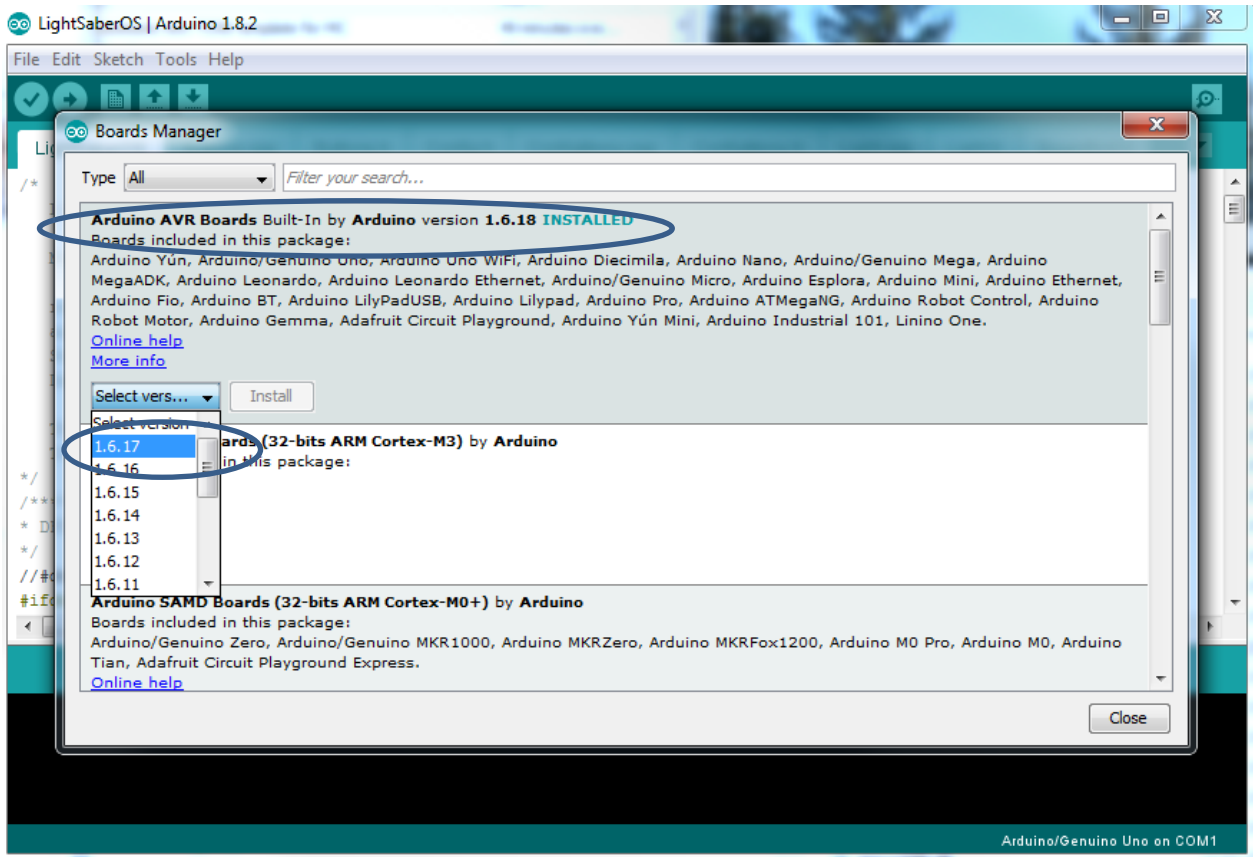 LightSaberOS | Arduino 1.8.2
File Edit Sketch Tools Help
Boards Manager
Type All Filter your search...
Arduino AVR Boards Built-In by Arduino version 1.6.18 INSTALLED
Boards included in this package:
Arduino Yún, Arduino/Genuino Uno, Arduino Uno WiFi, Arduino Diecimila, Arduino Nano, Arduino/Genuino Mega, Arduino
MegaADK, Arduino Leonardo, Arduino Leonardo Ethernet, Arduino/Genuino Micro, Arduino Esplora, Arduino Mini, Arduino Ethernet,
Arduino Fio, Arduino BT, Arduino LilyPadUSB, Arduino Lilypad, Arduino Pro, Arduino ATMegaNG, Arduino Robot Control, Arduino
Robot Motor, Arduino Gemma, Adafruit Circuit Playground, Arduino Yún Mini, Arduino Industrial 101, Linino One.
Online help
More info
Select vers... Install
Select version
1.6.17
(32-bits ARM Cortex-M3) by Arduino
1.6.16
in this package:
1.6.15
1.6.14
1.6.13
1.6.12
1.6.11
Arduino SAMD Boards (32-bits ARM Cortex-M0+) by Arduino
Boards included in this package:
Arduino/Genuino Zero, Arduino/Genuino MKR1000, Arduino MKRZero, Arduino MKRFox1200, Arduino M0 Pro, Arduino M0, Arduino
Tian, Adafruit Circuit Playground Express.
Online help
Close
/*
*/
/**
*/
Arduino/Genuino Uno on COM1